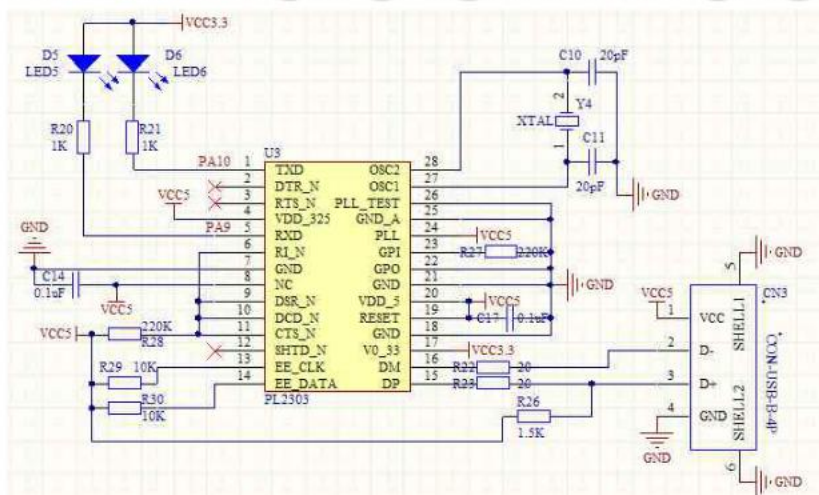 VCC3.3
D5
LED5
D6
LED6
R20
1K
R21
1K
C10
20pF
2
Y4
XTAL
1
C11
20pF
GND
U3
PA10
PA9
VCC5
GND
C14
0.1uF
VCC5
VCC5
220K
R28
R29 10K
R30
10K
1 TXD
2 DTR_N
3 RTS_N
4 VDD_325
5 RXD
6 RI_N
7 GND
8 NC
9 DSR_N
10 DCD_N
11 CTS_N
12 SHTD_N
13 EE_CLK
14 EE_DATA
OSC2 28
OSC1 27
PLL_TEST 26
GND_A 25
PLL 24
GPI 23
GPO 22
GND 21
VDD_5 20
RESET 19
GND 18
V0_33 17
DM 16
DP 15
PL2303
VCC5
R27 220K
GND
VCC5
C17 0.1uF
VCC3.3
R22 20
R23 20
R26
1.5K
5
GND
CN3
VCC5
1 VCC
2 D-
3 D+
4 GND
SHELL1
SHELL2
CON-USB-B-4P
GND
6
GND